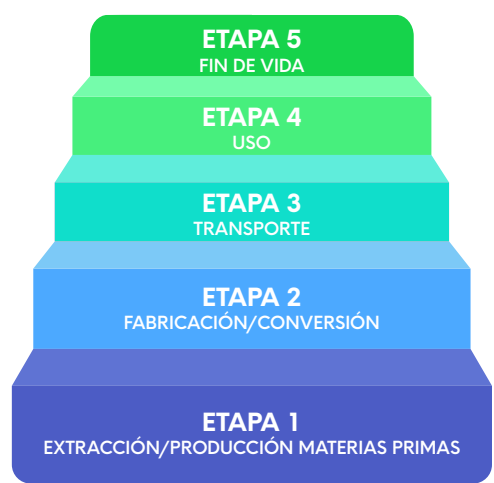 ETAPA 5
FIN DE VIDA
ETAPA 4
USO
ETAPA 3
TRANSPORTE
ETAPA 2
FABRICACIÓN/CONVERSIÓN
ETAPA 1
EXTRACCIÓN/PRODUCCIÓN MATERIAS PRIMAS